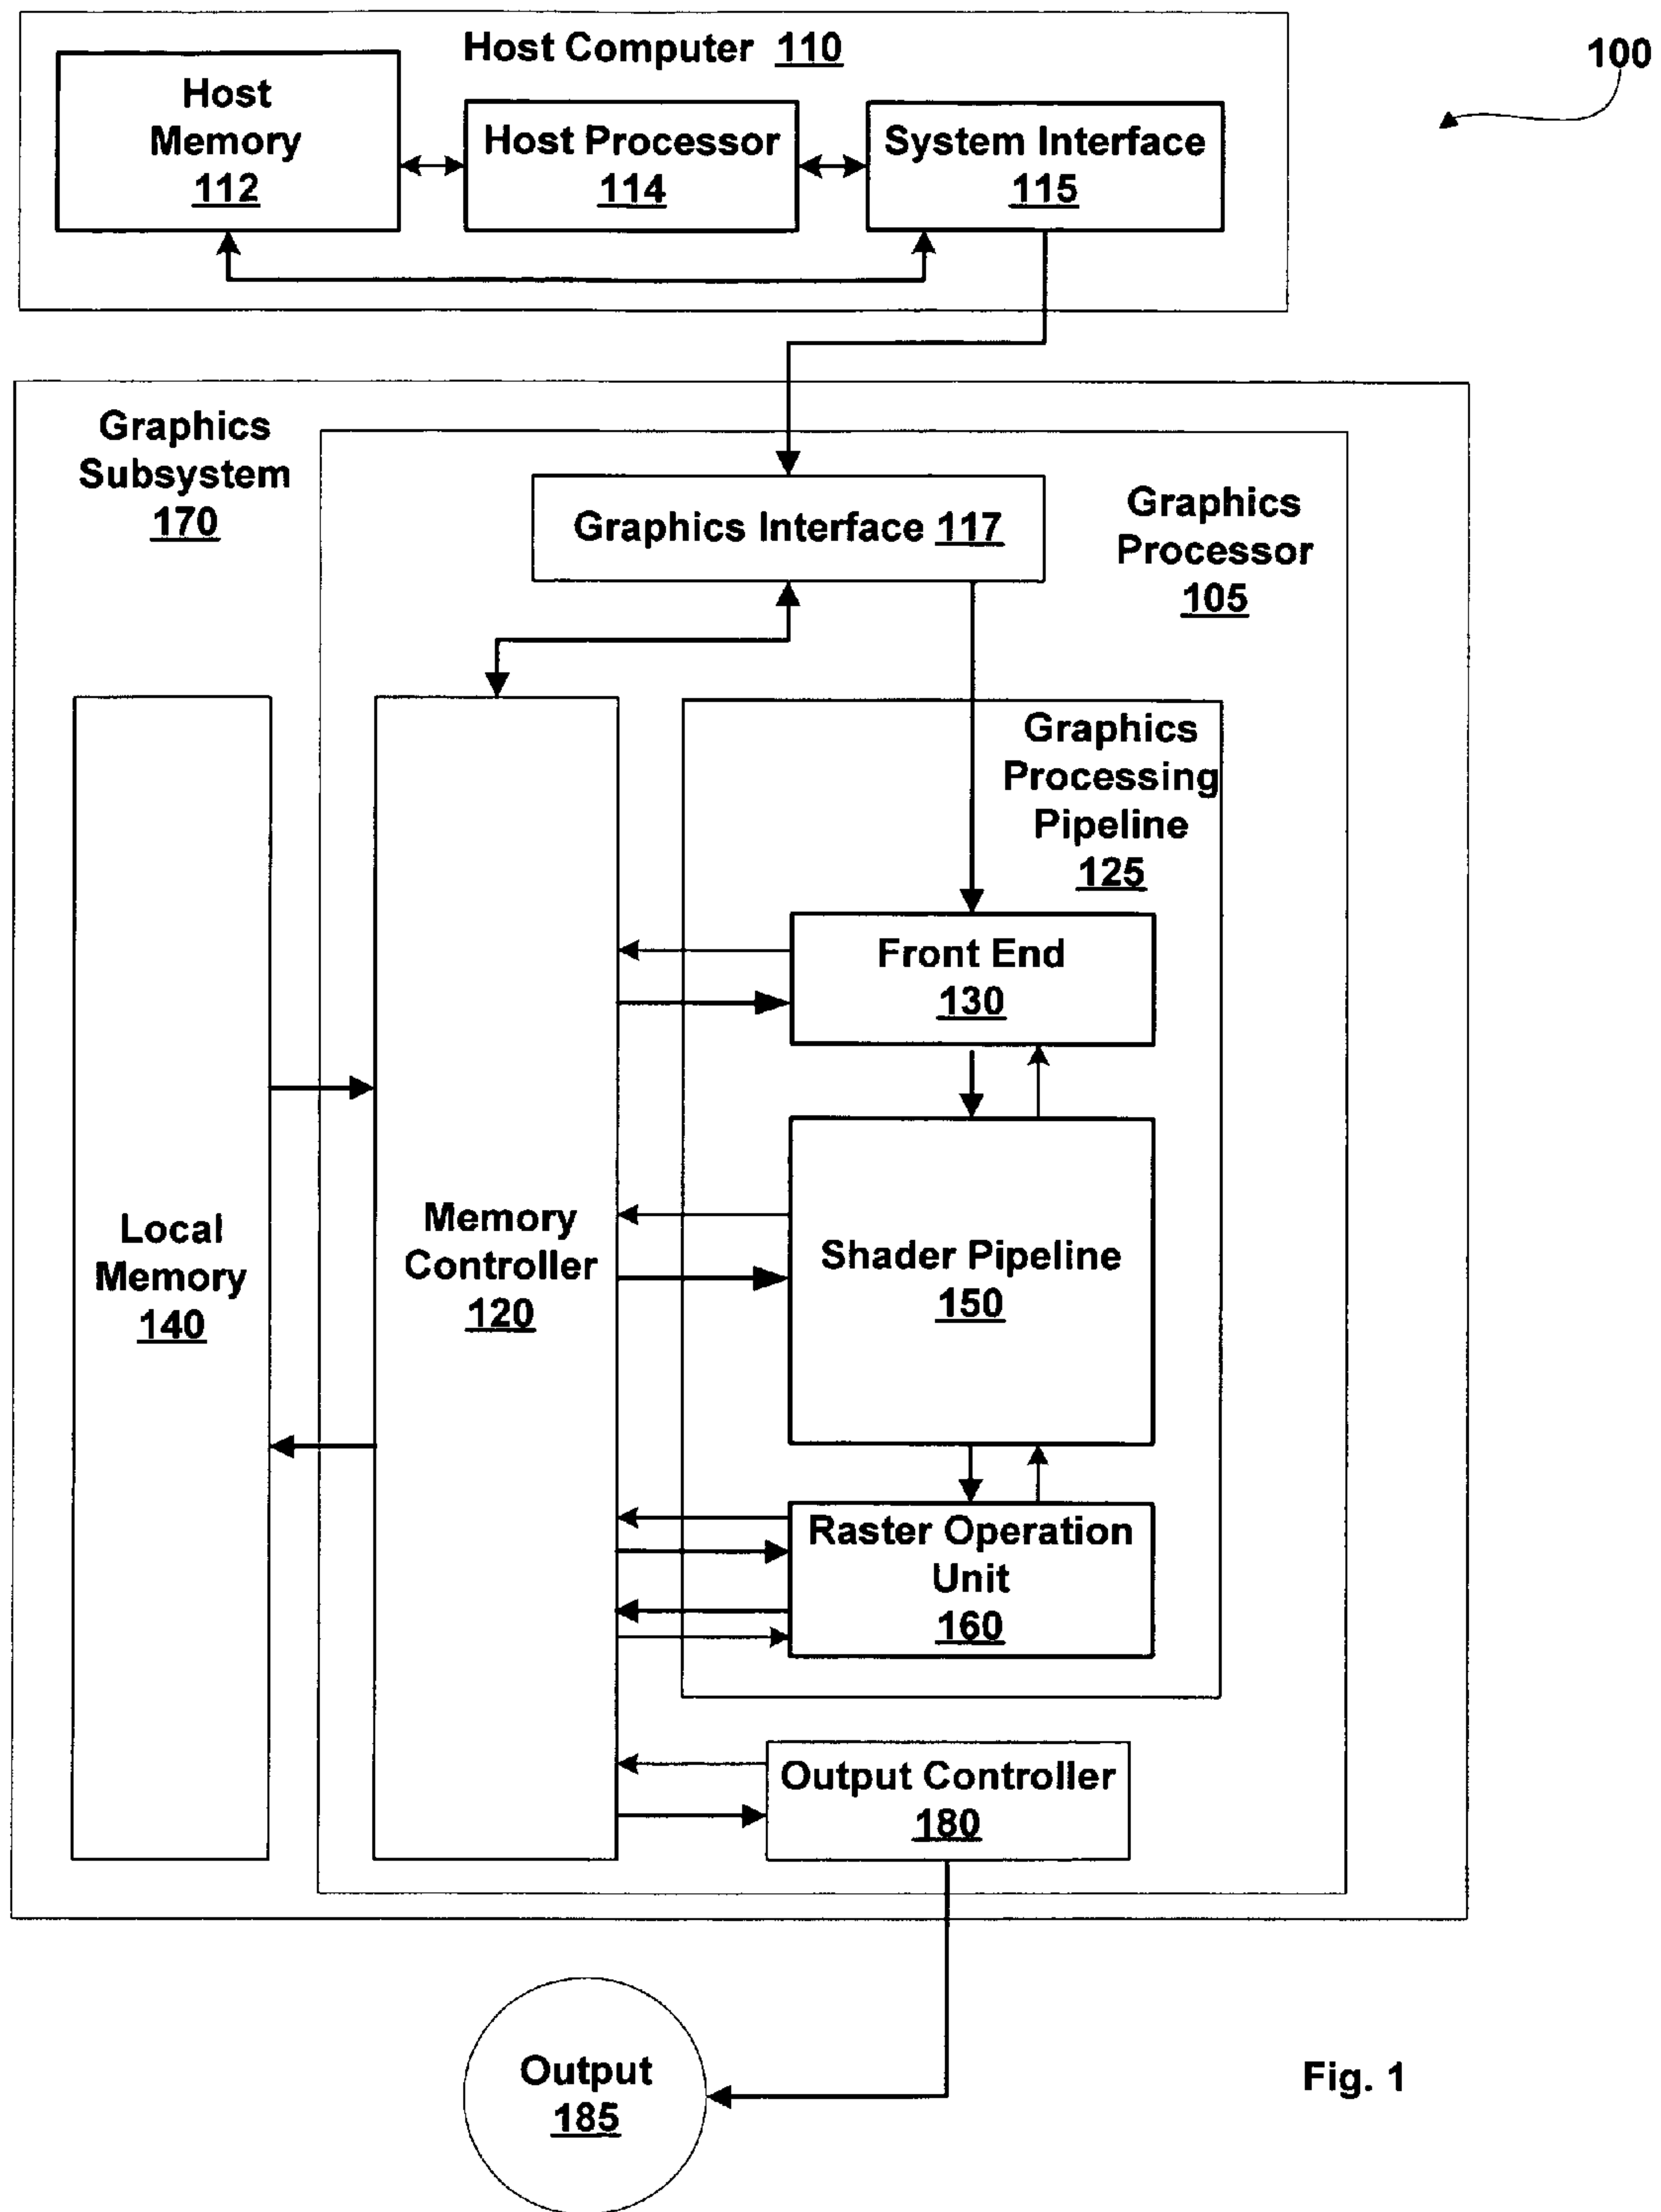 Host Computer 110
100
Host
Memory
112
Host Processor
114
System Interface
115
Graphics
Subsystem
170
Graphics Interface 117
Graphics
Processor
105
Graphics
Processing
Pipeline
125
Front End
130
Local
Memory
140
Memory
Controller
120
Shader Pipeline
150
Raster Operation
Unit
160
Output Controller
180
Output
185
Fig. 1